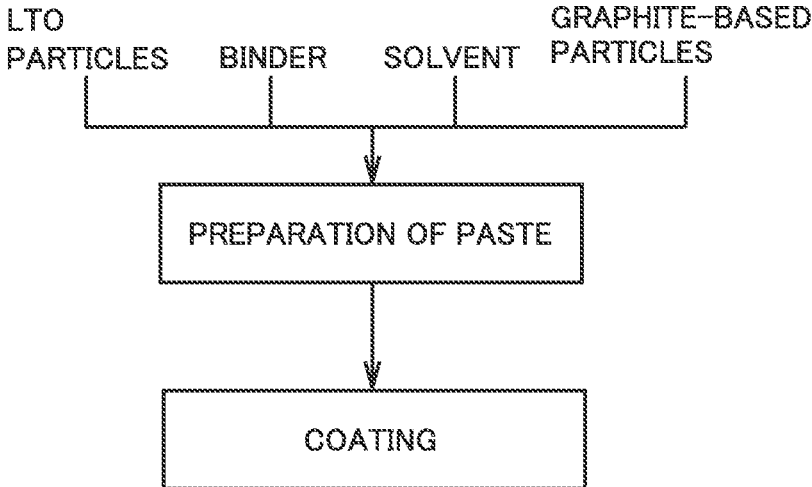 LTO
PARTICLES
BINDER
SOLVENT
GRAPHITE-BASED
PARTICLES
PREPARATION OF PASTE
COATING